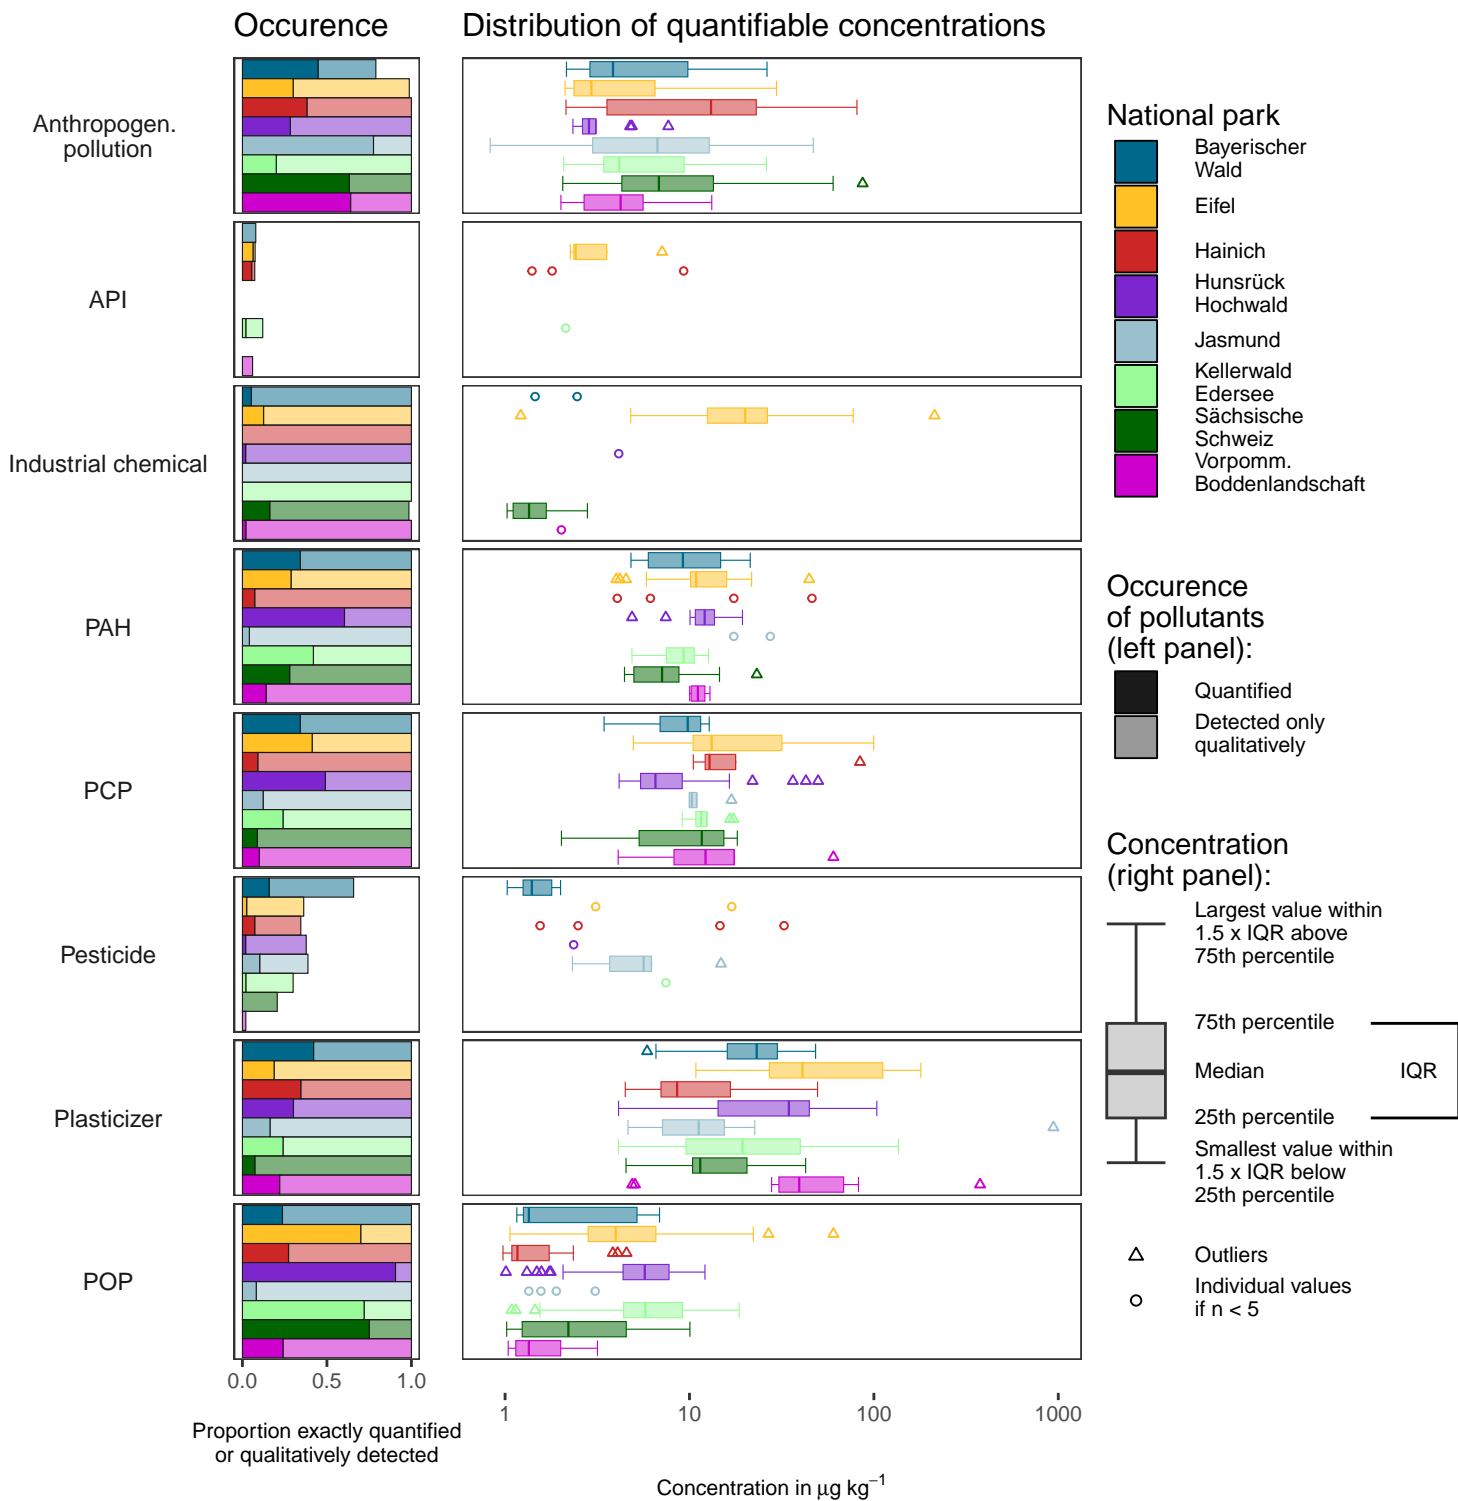 Occurence
Distribution of quantifiable concentrations
Anthropogen.
pollution
API
Industrial chemical
PAH
PCP
Pesticide
Plasticizer
POP
0.0
0.5
1.0
Proportion exactly quantified
or qualitatively detected
1
10
100
1000
Concentration in μg kg⁻¹
National park
Bayerischer
Wald
Eifel
Hainich
Hunsrück
Hochwald
Jasmund
Kellerwald
Edersee
Sächsische
Schweiz
Vorpomm.
Boddenlandschaft
Occurence
of pollutants
(left panel):
Quantified
Detected only
qualitatively
Concentration
(right panel):
Largest value within
1.5 x IQR above
75th percentile
75th percentile
Median
IQR
25th percentile
Smallest value within
1.5 x IQR below
25th percentile
Outliers
Individual values
if n < 5